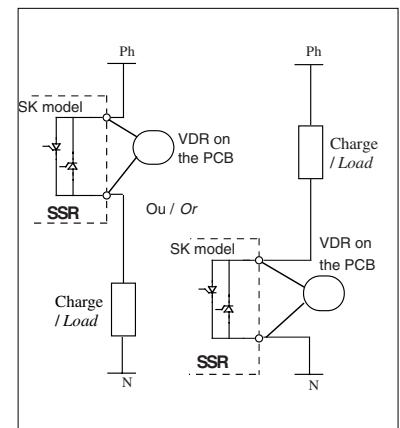 Ph
SK model
VDR on
the PCB
SSR
Ou / Or
Charge
/ Load
N
Ph
Charge
/ Load
SK model
VDR on
the PCB
SSR
N